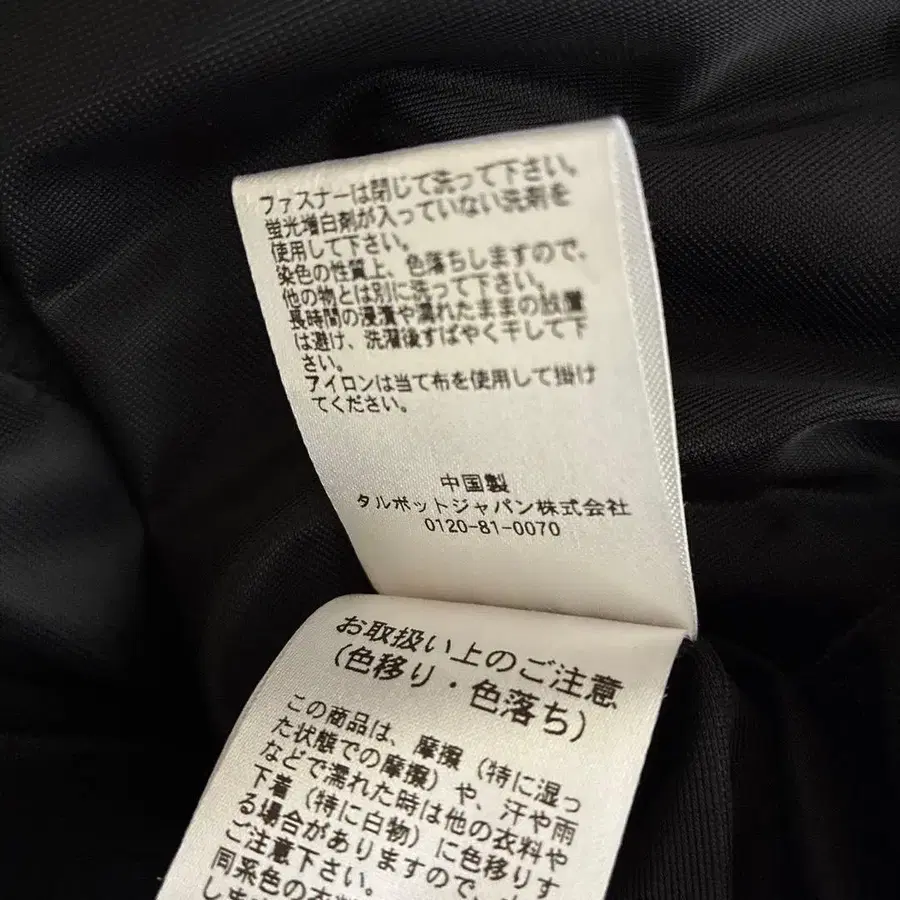 ファスナーは閉じて洗って下さい。
蛍光増白剤が入っていない洗剤を
使用して下さい。
染色の性質上、色落ちしますので、
他の物とは別に洗って下さい。
長時間の浸漬や濡れたままの放置
は避け、洗濯後すばやく干して下
さい。
アイロンは当て布を使用して掛け
てください。
中国製
タルボットジャパン株式会社
0120-81-0070
お取扱い上のご注意
(色移り・色落ち)
この商品は、摩擦(特に湿っ
た状態での摩擦)や、汗や雨
などで濡れた時は他の衣料や
下着(特に白物)に色移りす
る場合がありますので、
ご注意下さい。
同系色の
しま